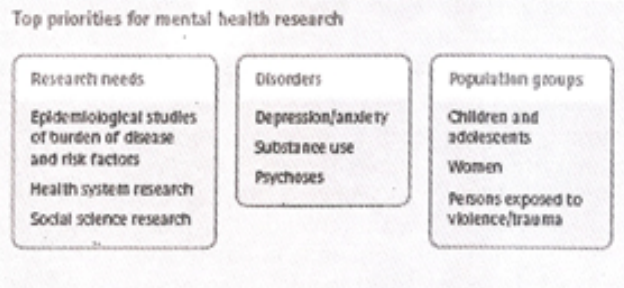 Top priorities for mental health research
Research needs
Epidemiological studies
of burden of disease
and risk factors
Health system research
Social science research
Disorders
Depression/anxiety
Substance use
Psychoses
Population groups
Children and
adolescents
Women
Persons exposed to
violence/trauma